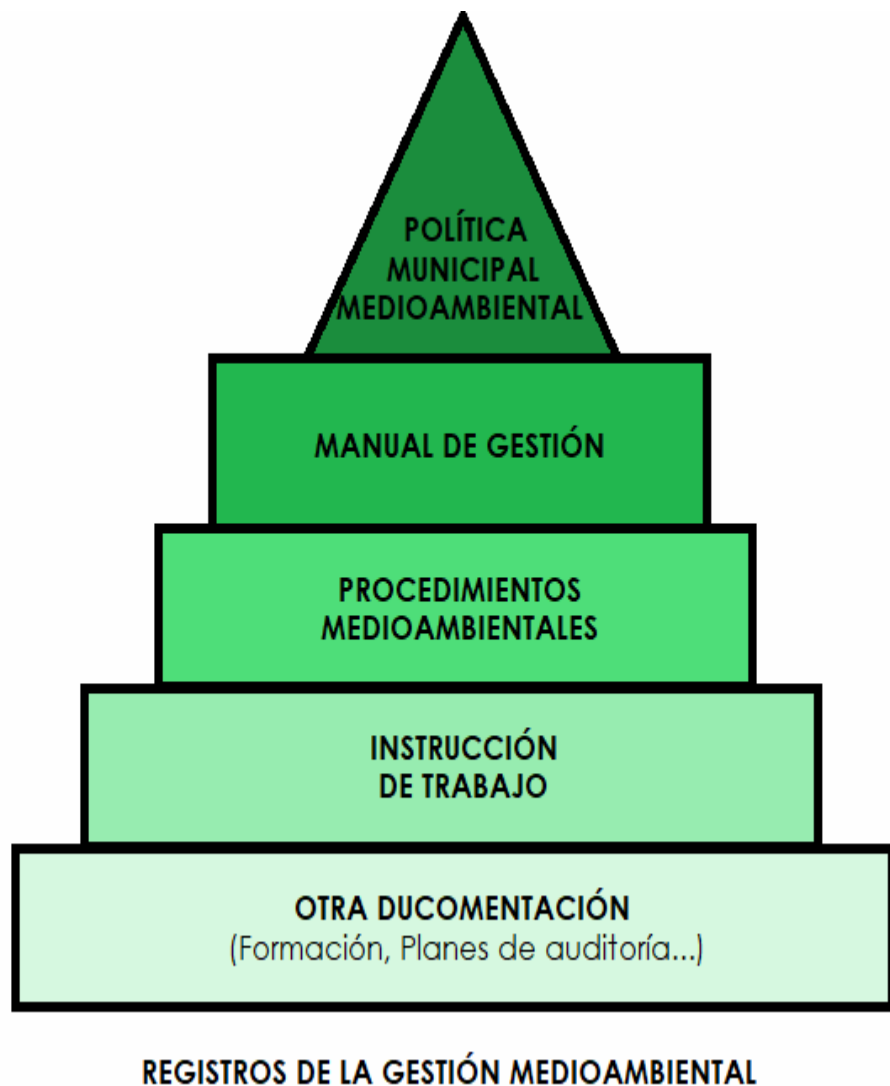 POLÍTICA
MUNICIPAL
MEDIOAMBIENTAL
MANUAL DE GESTIÓN
PROCEDIMIENTOS
MEDIOAMBIENTALES
INSTRUCCIÓN
DE TRABAJO
OTRA DUCOMENTACIÓN
(Formación, Planes de auditoría...)
REGISTROS DE LA GESTIÓN MEDIOAMBIENTAL